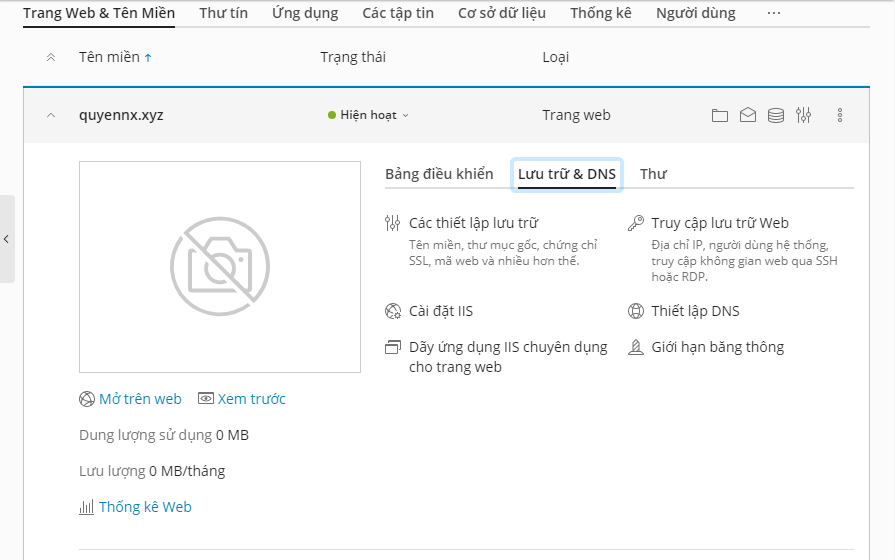 Trang Web & Tên Miền Thư tín Ứng dụng Các tập tin Cơ sở dữ liệu Thống kê Người dùng ...
Tên miền ↑ Trạng thái Loại
quyennx.xyz Hiện hoạt Trang web
Bảng điều khiển Lưu trữ & DNS Thư
Các thiết lập lưu trữ
Tên miền, thư mục gốc, chứng chỉ
SSL, mã web và nhiều hơn thế.
Truy cập lưu trữ Web
Địa chỉ IP, người dùng hệ thống,
truy cập không gian web qua SSH
hoặc RDP.
Cài đặt IIS
Thiết lập DNS
Dãy ứng dụng IIS chuyên dụng
cho trang web
Giới hạn băng thông
Mở trên web Xem trước
Dung lượng sử dụng 0 MB
Lưu lượng 0 MB/tháng
Thống kê Web